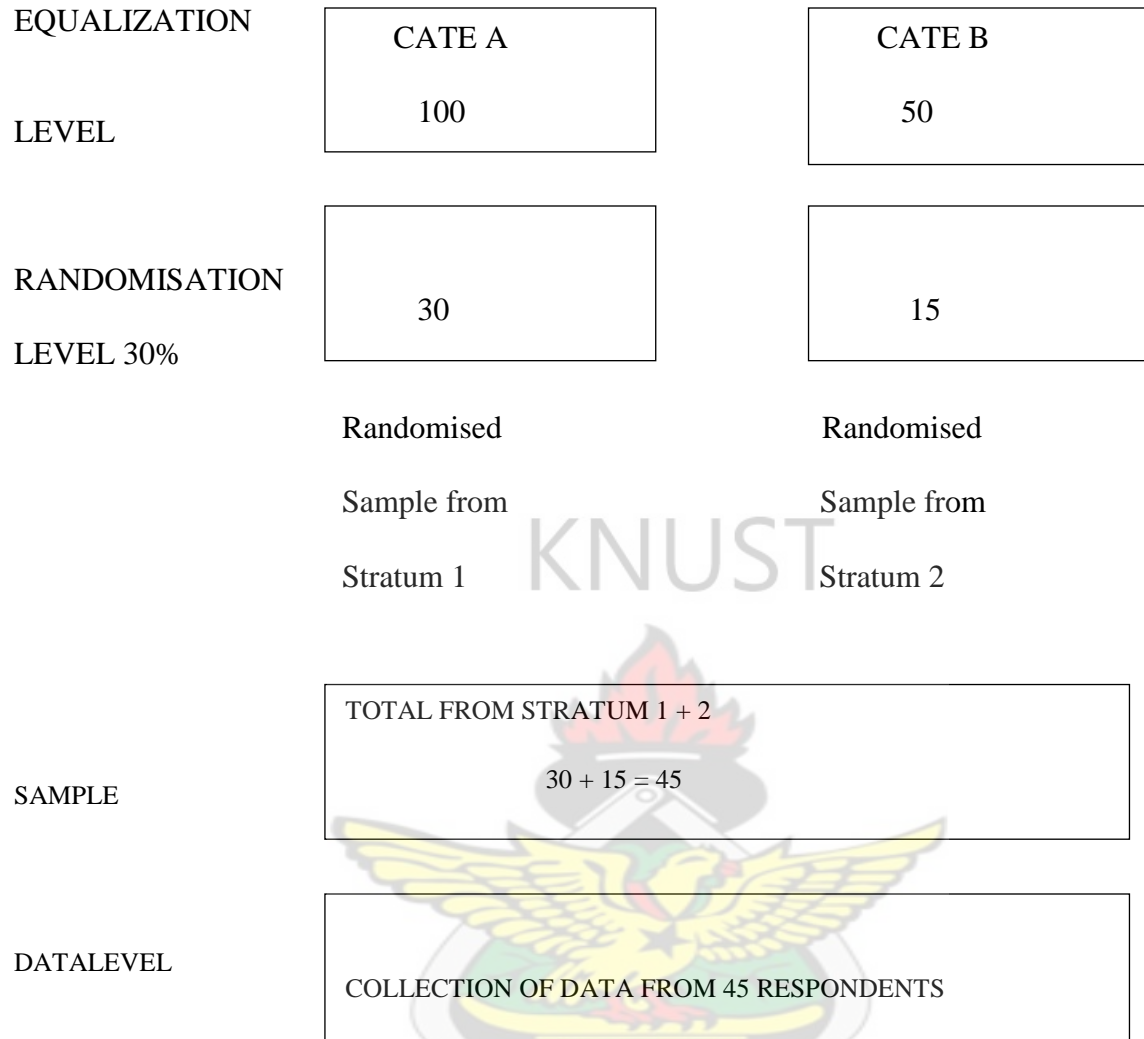 EQUALIZATION
CATE A CATE B
100 50
LEVEL
RANDOMISATION
30 15
LEVEL 30%
Randomised Randomised
Sample from Sample from
Stratum 1 Stratum 2
KNUST
TOTAL FROM STRATUM 1 + 2
30 + 15 = 45
SAMPLE
DATALEVEL
COLLECTION OF DATA FROM 45 RESPONDENTS